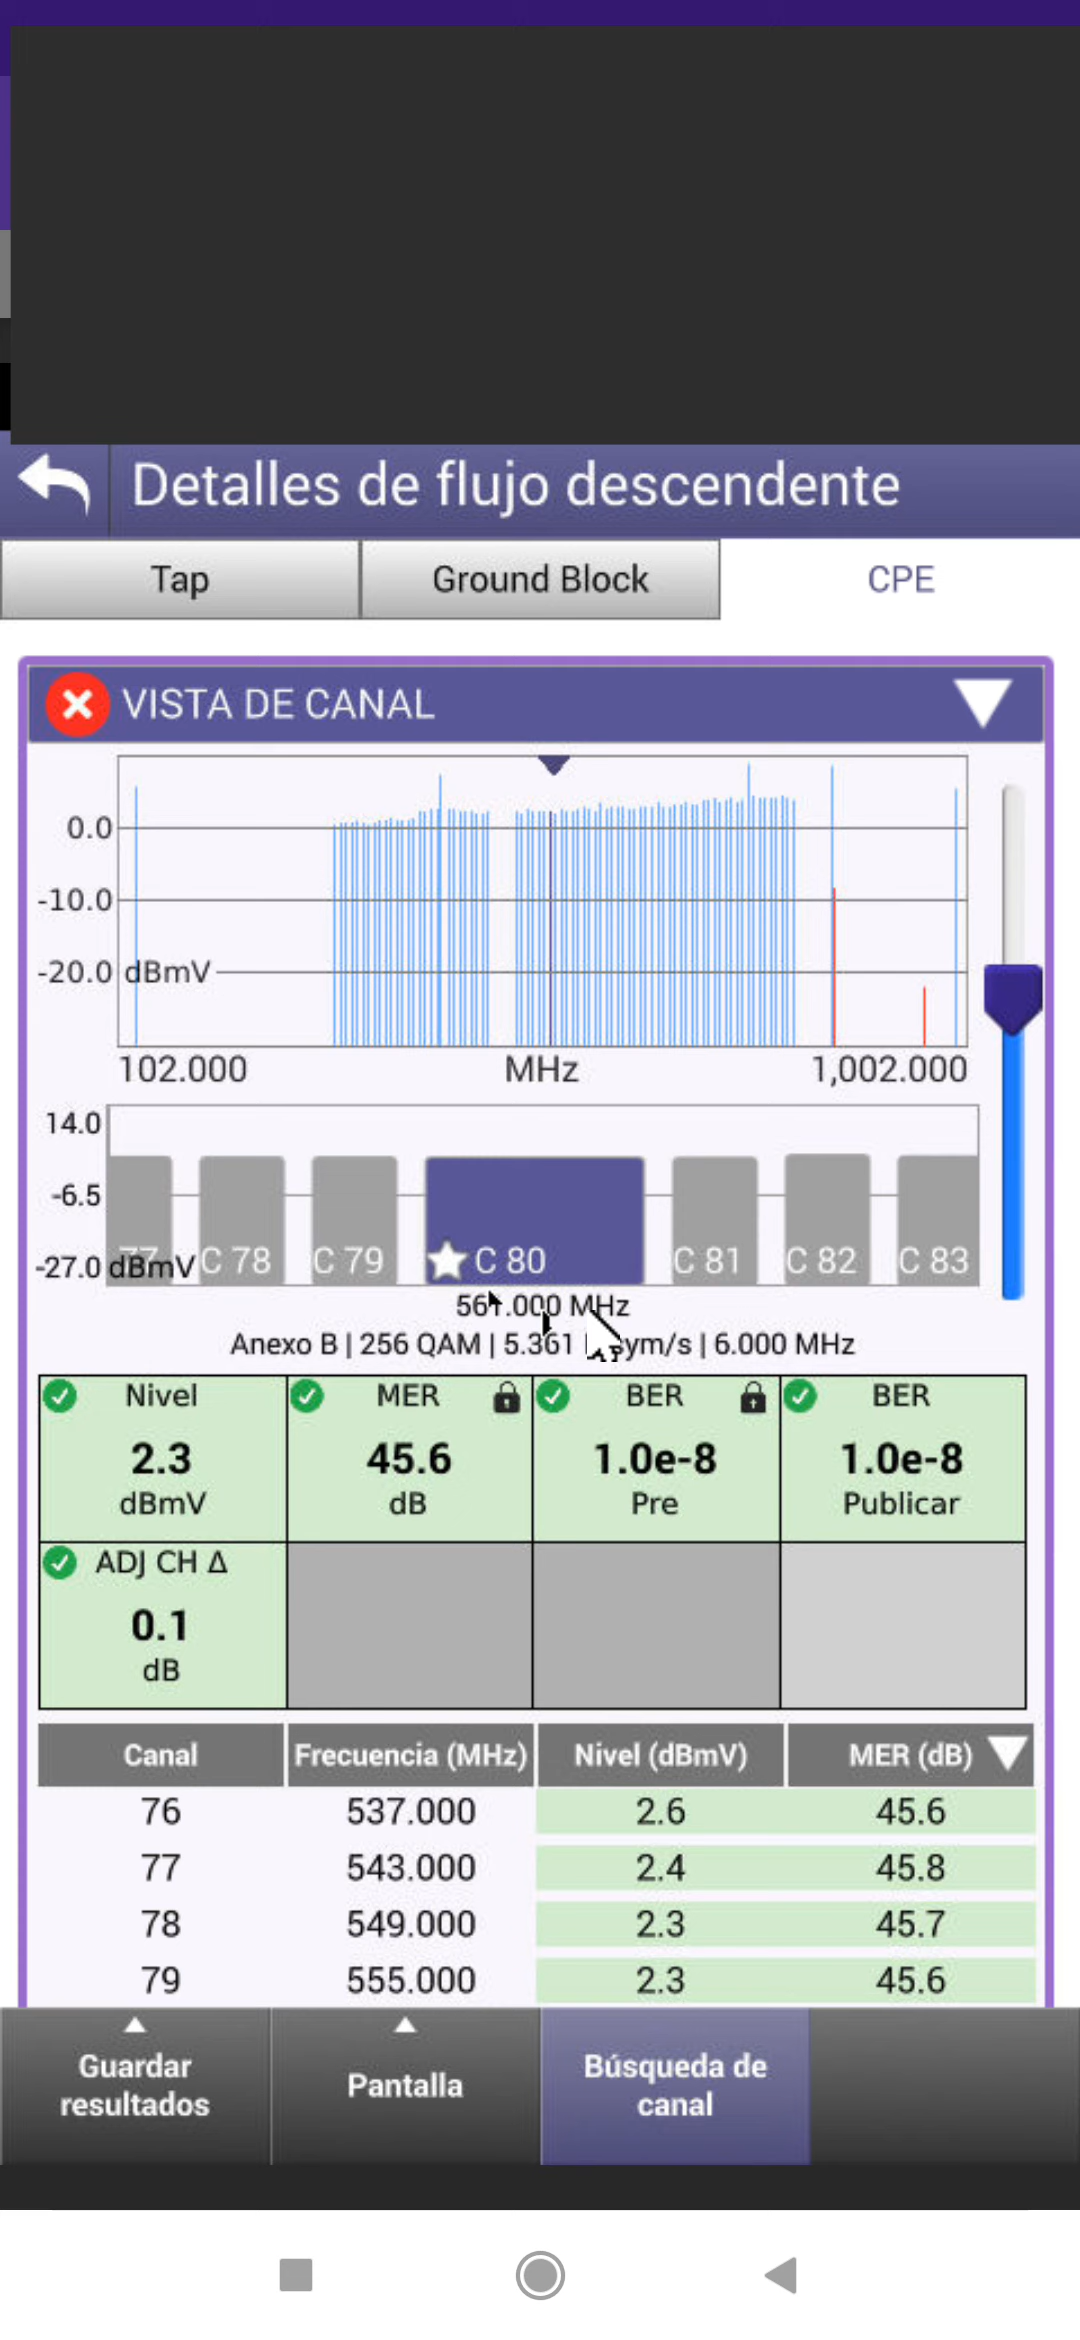 Detalles de flujo descendente
Tap
Ground Block
CPE
VISTA DE CANAL
0.0
-10.0
-20.0 dBmV
102.000 MHz 1,002.000
14.0
-6.5
-27.0 dBmV
77 C 78 C 79 C 80 C 81 C 82 C 83
561.000 MHz
Anexo B | 256 QAM | 5.361 sym/s | 6.000 MHz
Nivel MER BER BER
2.3 45.6 1.0e-8 1.0e-8
dBmV dB Pre Publicar
ADJ CH Δ
0.1
dB
Canal Frecuencia (MHz) Nivel (dBmV) MER (dB)
76 537.000 2.6 45.6
77 543.000 2.4 45.8
78 549.000 2.3 45.7
79 555.000 2.3 45.6
Guardar
resultados
Pantalla
Búsqueda de
canal